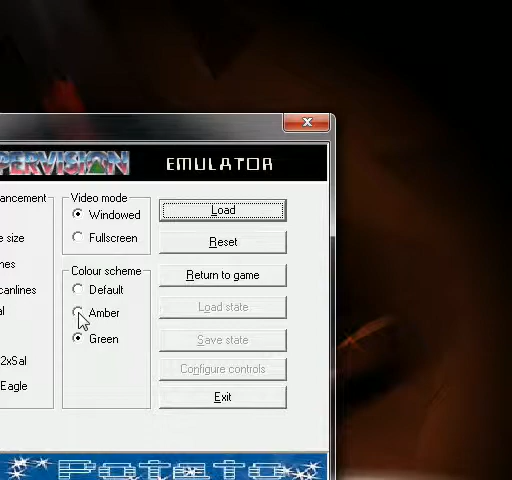 PERVISION EMULATOR
ancement
Video mode
Windowed
Load
e size
Fullscreen
Reset
nes
Colour scheme
Return to game
canlines
Default
al
Amber
Load state
Green
Save state
2xSal
Configure controls
Eagle
Exit
Potato